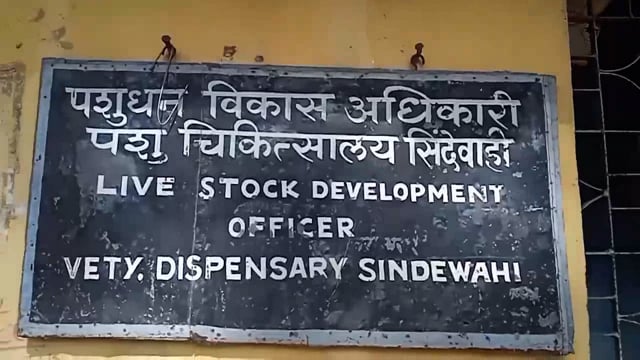 पशुधन विकास अधिकारी
पशु चिकित्सालय सिंदेवाही
LIVE STOCK DEVELOPMENT
OFFICER
VETY. DISPENSARY SINDEWAHI